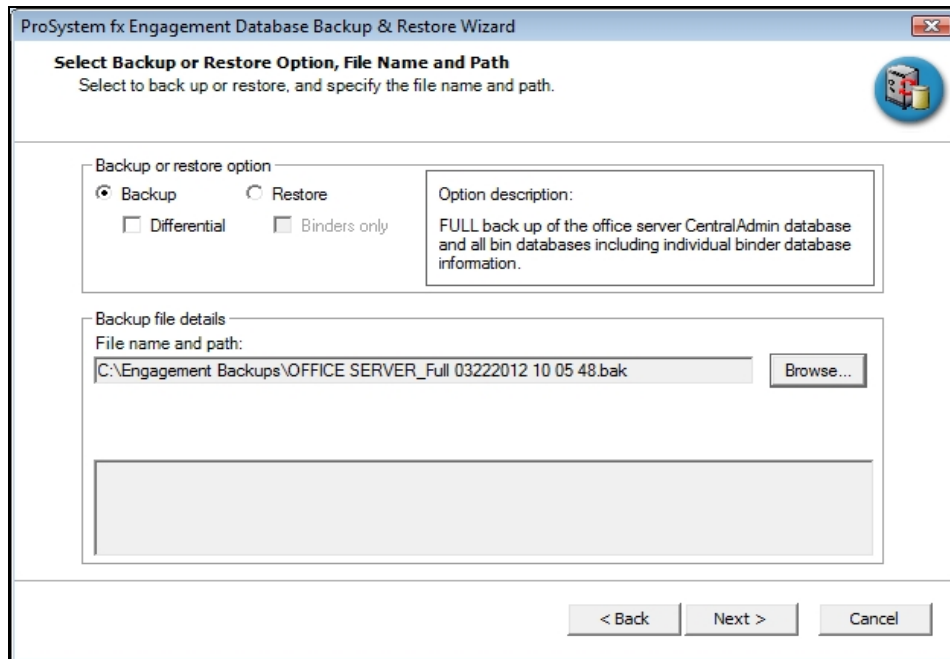 ProSystem fx Engagement Database Backup & Restore Wizard
Select Backup or Restore Option, File Name and Path
Select to back up or restore, and specify the file name and path.
Backup or restore option
Backup Restore
Differential Binders only
Option description:
FULL back up of the office server CentralAdmin database
and all bin databases including individual binder database
information.
Backup file details
File name and path:
C:\Engagement Backups\OFFICE SERVER_Full 03222012 10 05 48.bak
Browse...
< Back Next > Cancel